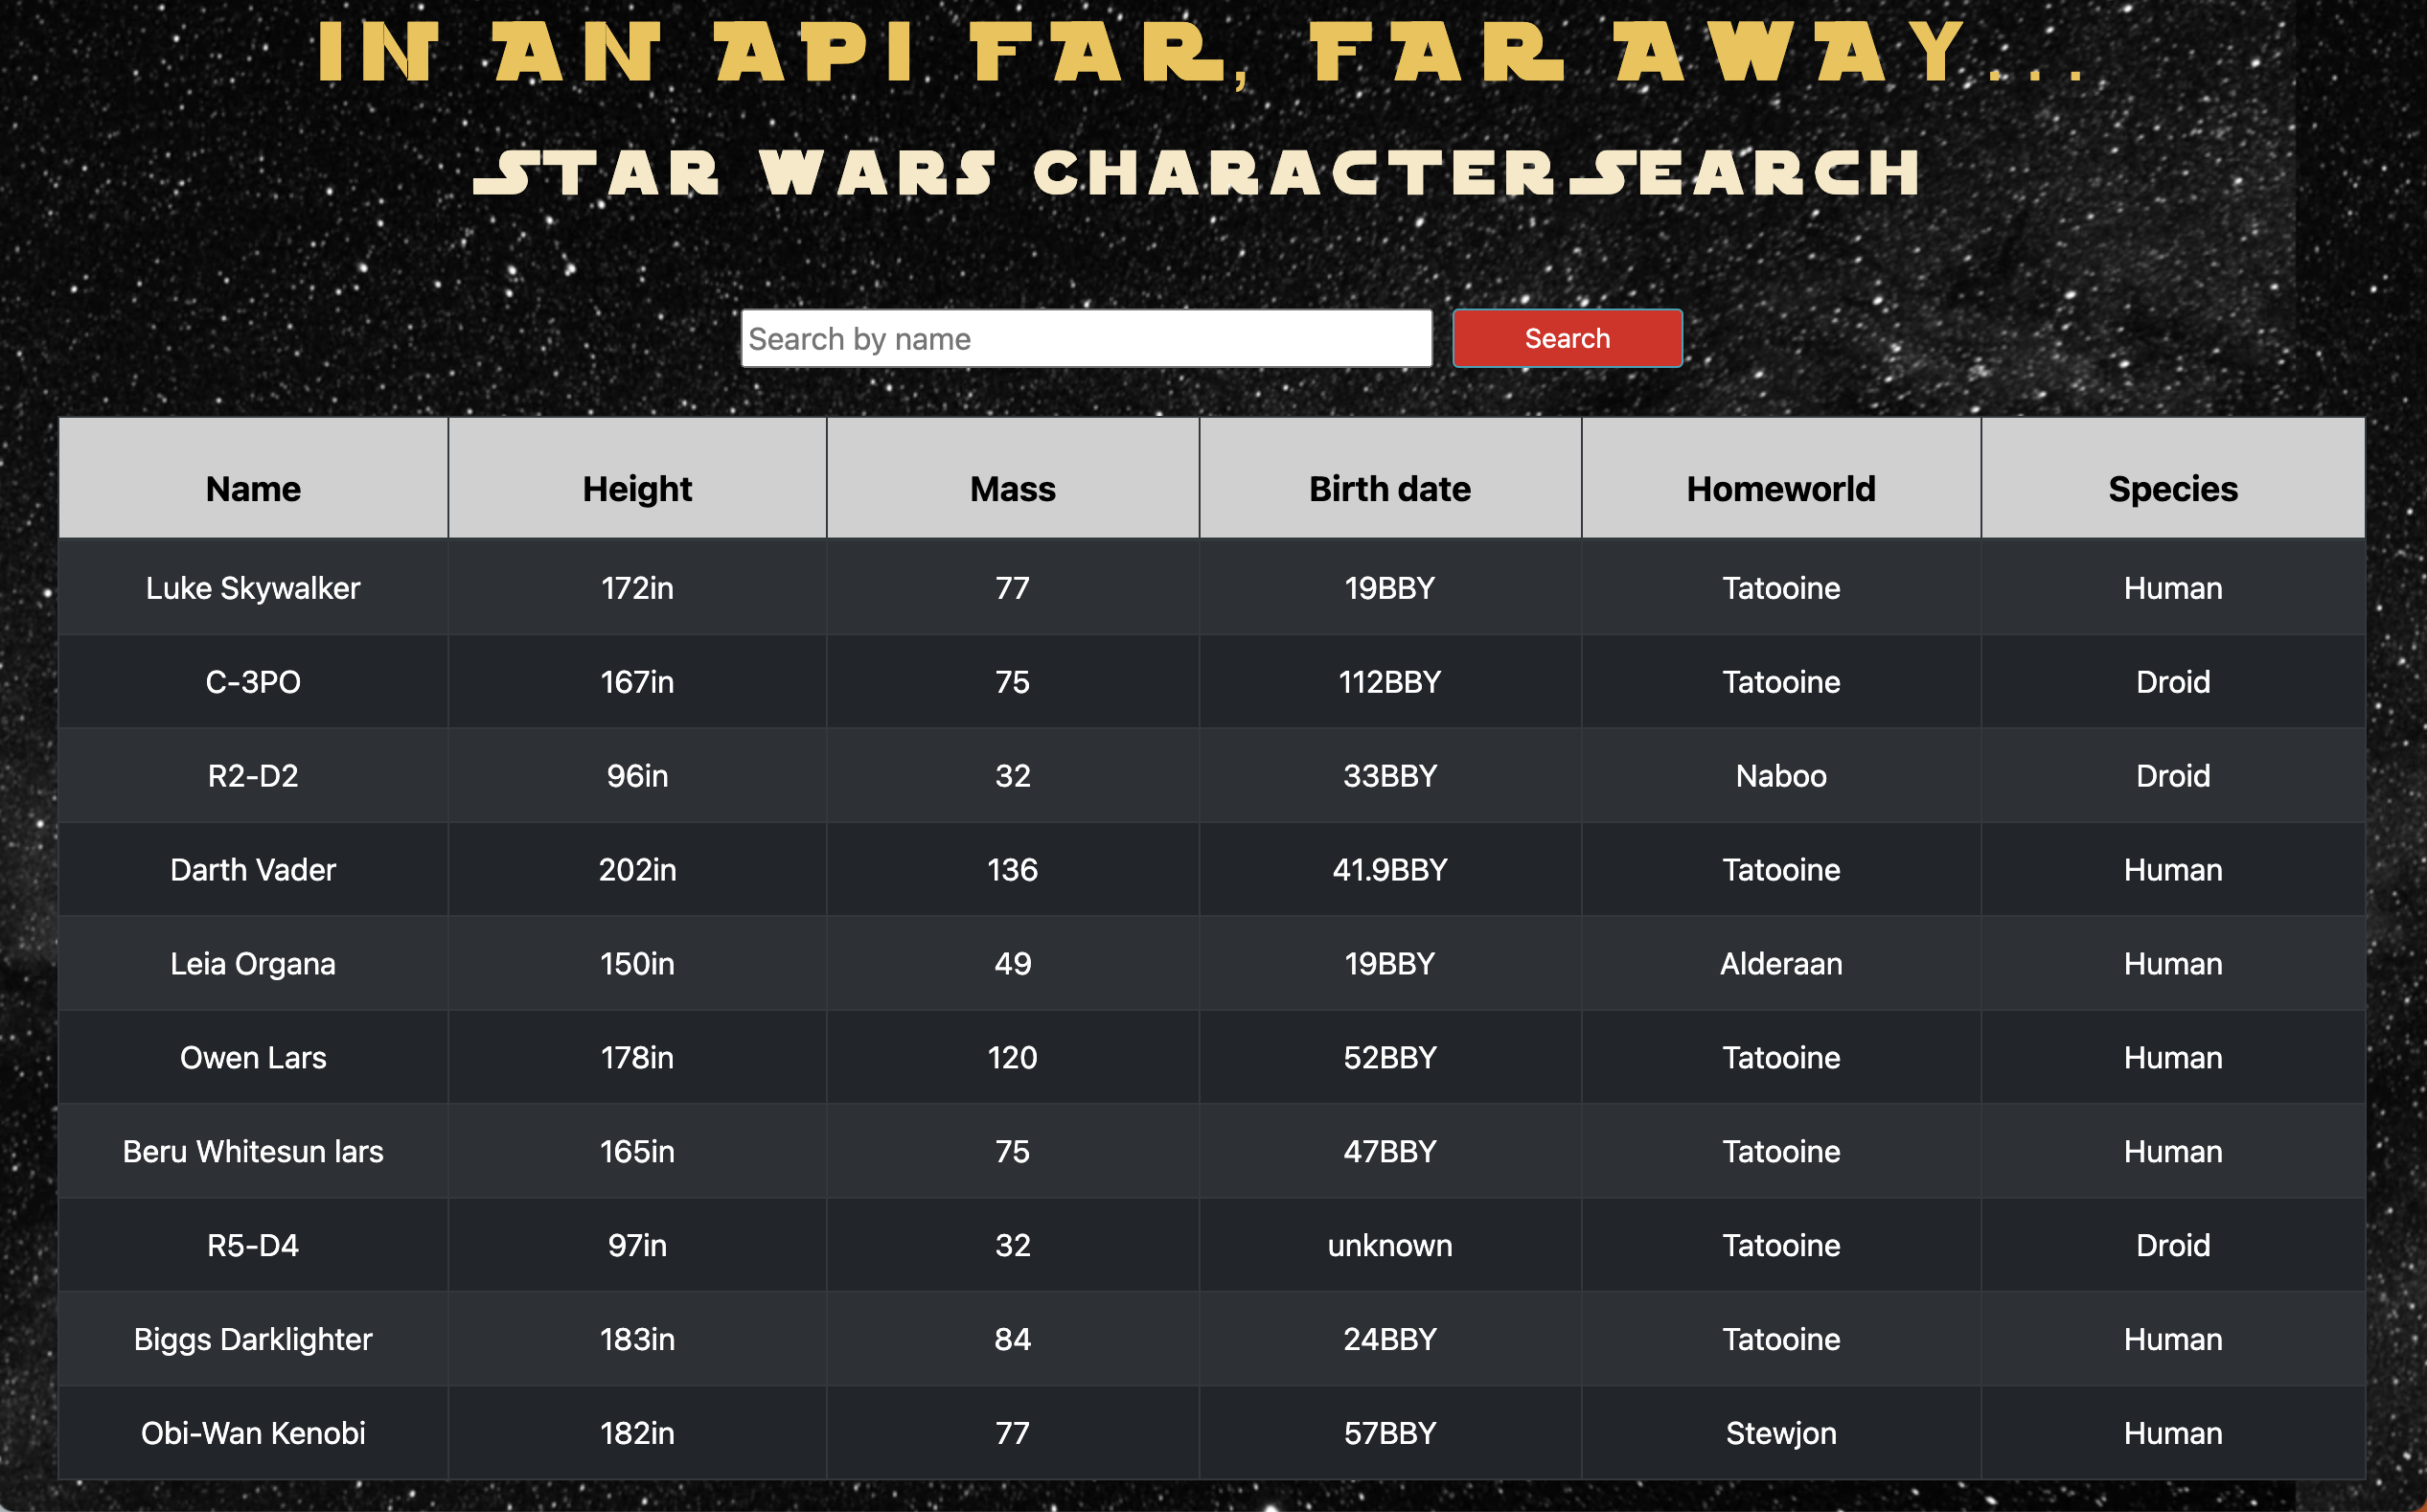 IN AN API FAR, FAR AWAY...
STAR WARS CHARACTER SEARCH
Search by name Search
Name Height Mass Birth date Homeworld Species
Luke Skywalker 172in 77 19BBY Tatooine Human
C-3PO 167in 75 112BBY Tatooine Droid
R2-D2 96in 32 33BBY Naboo Droid
Darth Vader 202in 136 41.9BBY Tatooine Human
Leia Organa 150in 49 19BBY Alderaan Human
Owen Lars 178in 120 52BBY Tatooine Human
Beru Whitesun lars 165in 75 47BBY Tatooine Human
R5-D4 97in 32 unknown Tatooine Droid
Biggs Darklighter 183in 84 24BBY Tatooine Human
Obi-Wan Kenobi 182in 77 57BBY Stewjon Human